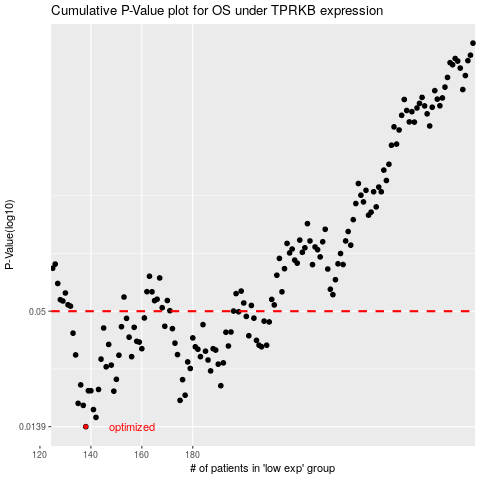 Cumulative P-Value plot for OS under TPRKB expression
P-Value(log10)
0.05
0.0139
optimized
120 140 160 180
# of patients in 'low exp' group